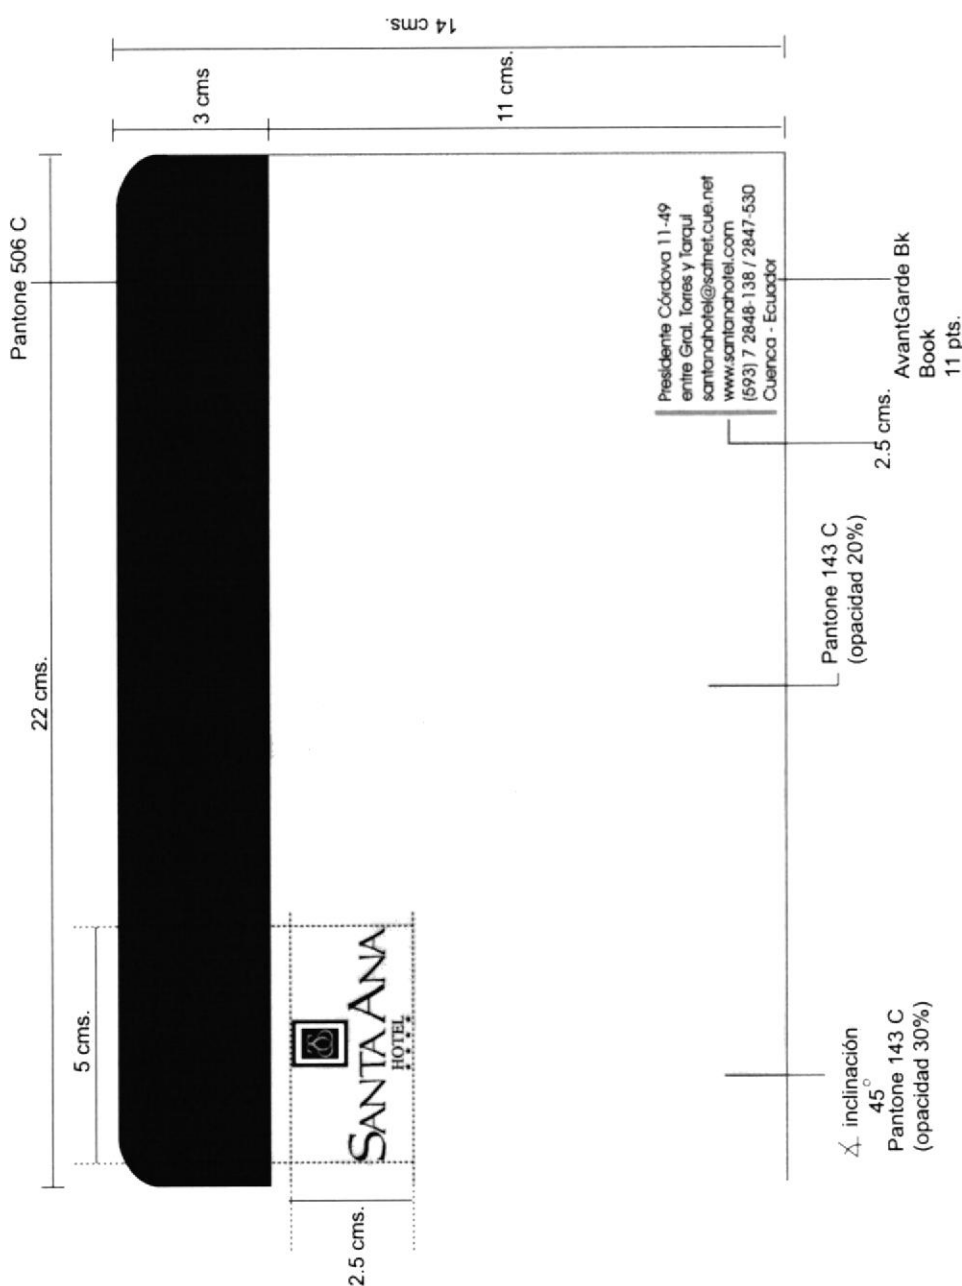 Pantone 506 C
22 cms.
5 cms.
3 cms
14 cms.
2.5 cms.
SANTA ANA
HOTEL
11 cms.
Presidente Córdova 11-49
entre Gral. Torres y Tarqui
santanahotel@satnet.cue.net
www.santanahotel.com
(593) 7 2848-138 / 2847-530
Cuenca - Ecuador
∡ inclinación
45°
Pantone 143 C
(opacidad 30%)
Pantone 143 C
(opacidad 20%)
2.5 cms.
AvantGarde Bk
Book
11 pts.